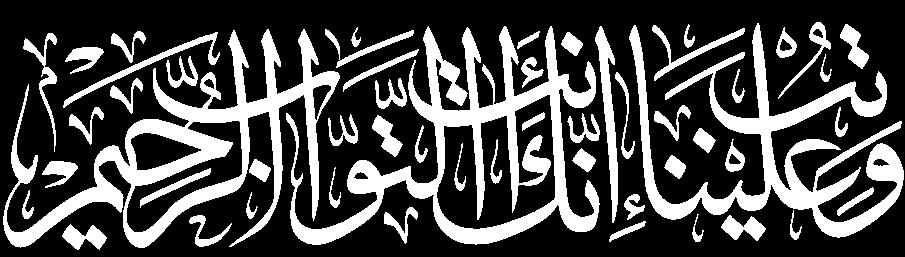 وَتُبْ عَلَيْنَا إِنَّكَ أَنْتَ التَّوَّابُ الرَّحِيمُ